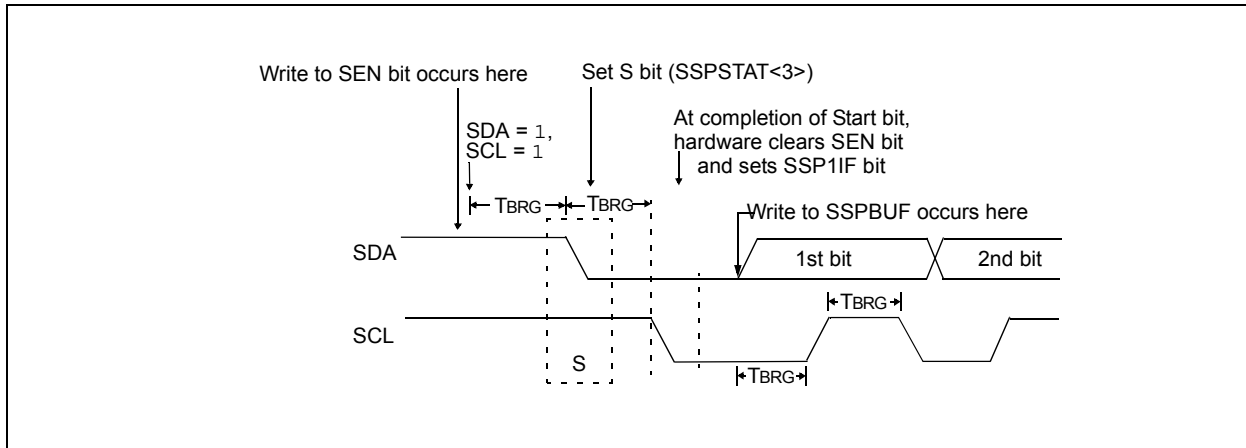 Write to SEN bit occurs here
Set S bit (SSPSTAT<3>)
SDA = 1,
SCL = 1
At completion of Start bit,
hardware clears SEN bit
and sets SSP1IF bit
TBRG
TBRG
Write to SSPBUF occurs here
SDA
1st bit
2nd bit
TBRG
SCL
S
TBRG